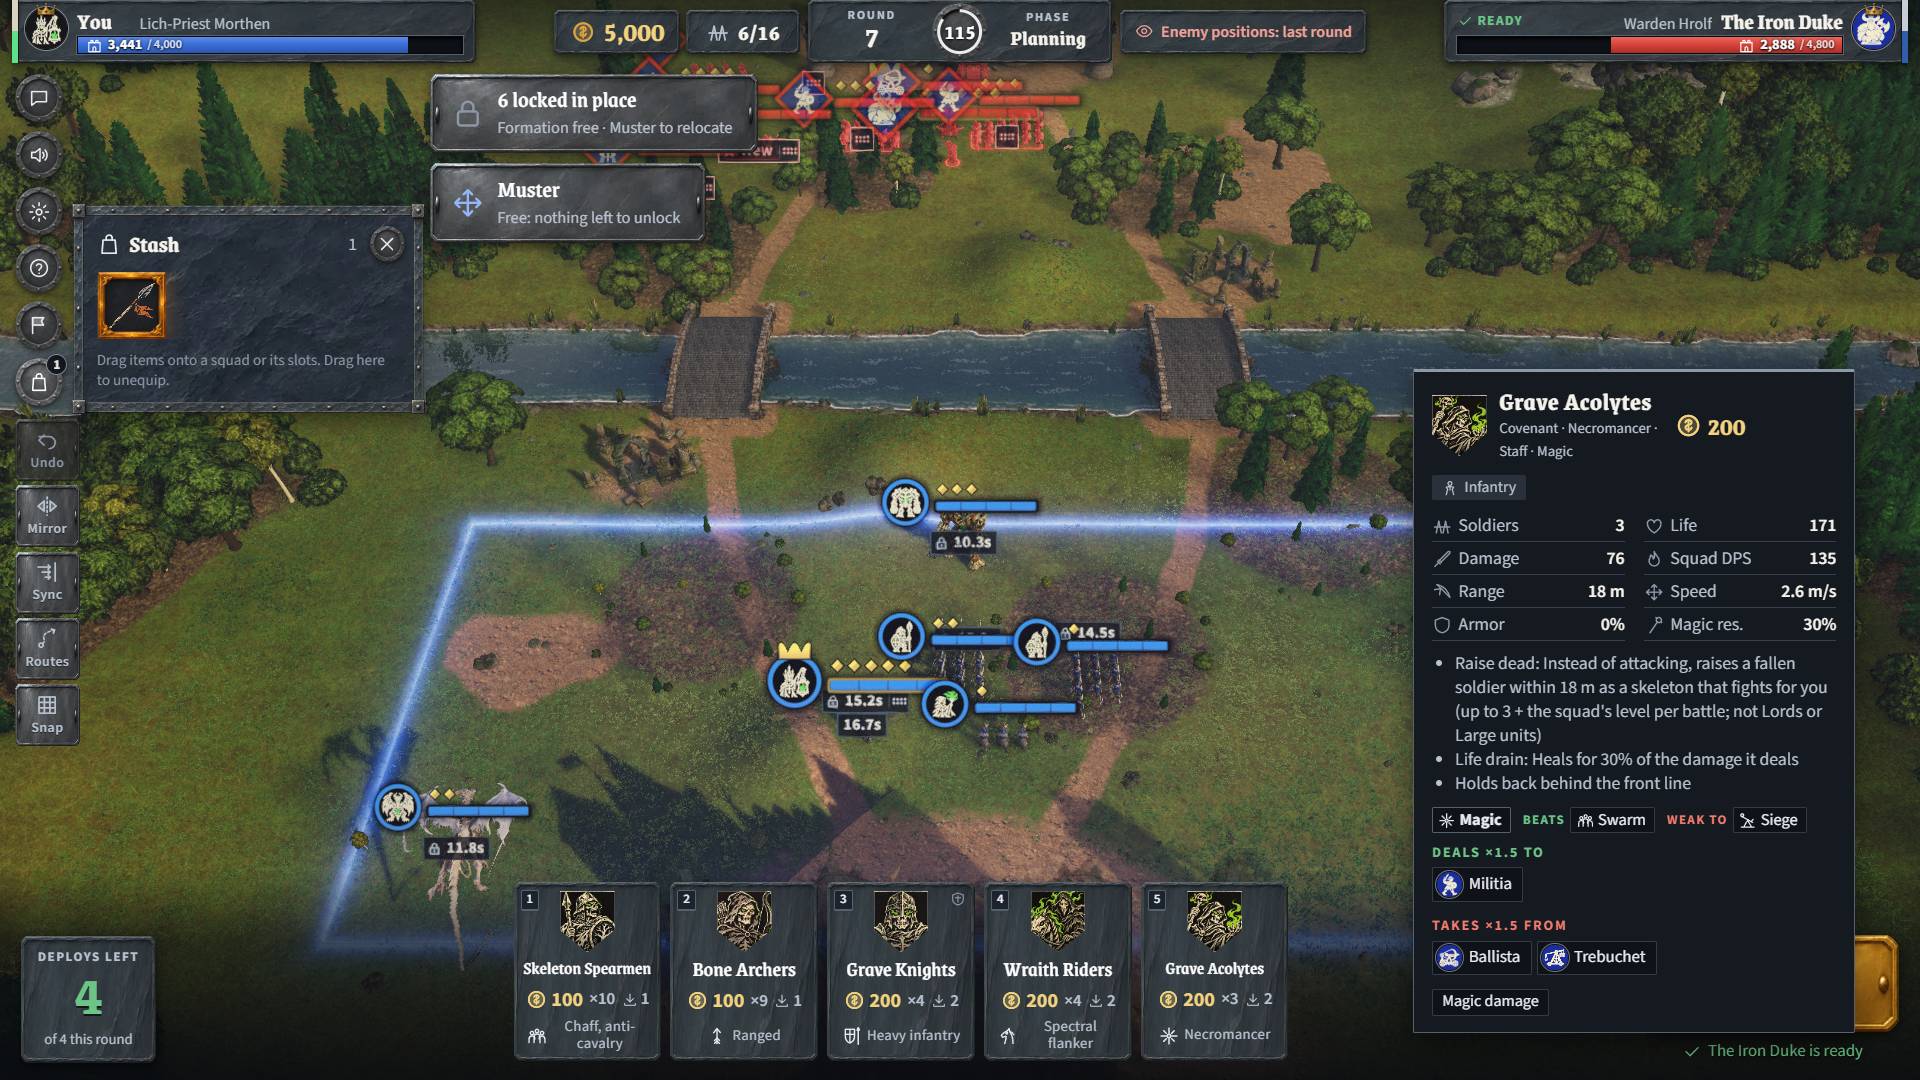 You
Lich-Priest Morthen
3,441 / 4,000
5,000
6/16
ROUND
7
115
PHASE
Planning
Enemy positions: last round
READY
Warden Hrolf
The Iron Duke
2,888 / 4,800
6 locked in place
Formation free · Muster to relocate
Muster
Free: nothing left to unlock
Stash
1
Drag items onto a squad or its slots. Drag here
to unequip.
1
Undo
Mirror
Sync
Routes
Snap
10.3s
14.5s
15.2s
16.7s
11.8s
Grave Acolytes
Covenant · Necromancer ·
Staff · Magic
200
Infantry
Soldiers 3
Life 171
Damage 76
Squad DPS 135
Range 18 m
Speed 2.6 m/s
Armor 0%
Magic res. 30%
• Raise dead: Instead of attacking, raises a fallen
soldier within 18 m as a skeleton that fights for you
(up to 3 + the squad's level per battle; not Lords or
Large units)
• Life drain: Heals for 30% of the damage it deals
• Holds back behind the front line
Magic BEATS Swarm WEAK TO Siege
DEALS ×1.5 TO
Militia
TAKES ×1.5 FROM
Ballista Trebuchet
Magic damage
DEPLOYS LEFT
4
of 4 this round
1
Skeleton Spearmen
100 ×10 1
Chaff, anti-
cavalry
2
Bone Archers
100 ×9 1
Ranged
3
Grave Knights
200 ×4 2
Heavy infantry
4
Wraith Riders
200 ×4 2
Spectral
flanker
5
Grave Acolytes
200 ×3 2
Necromancer
The Iron Duke is ready